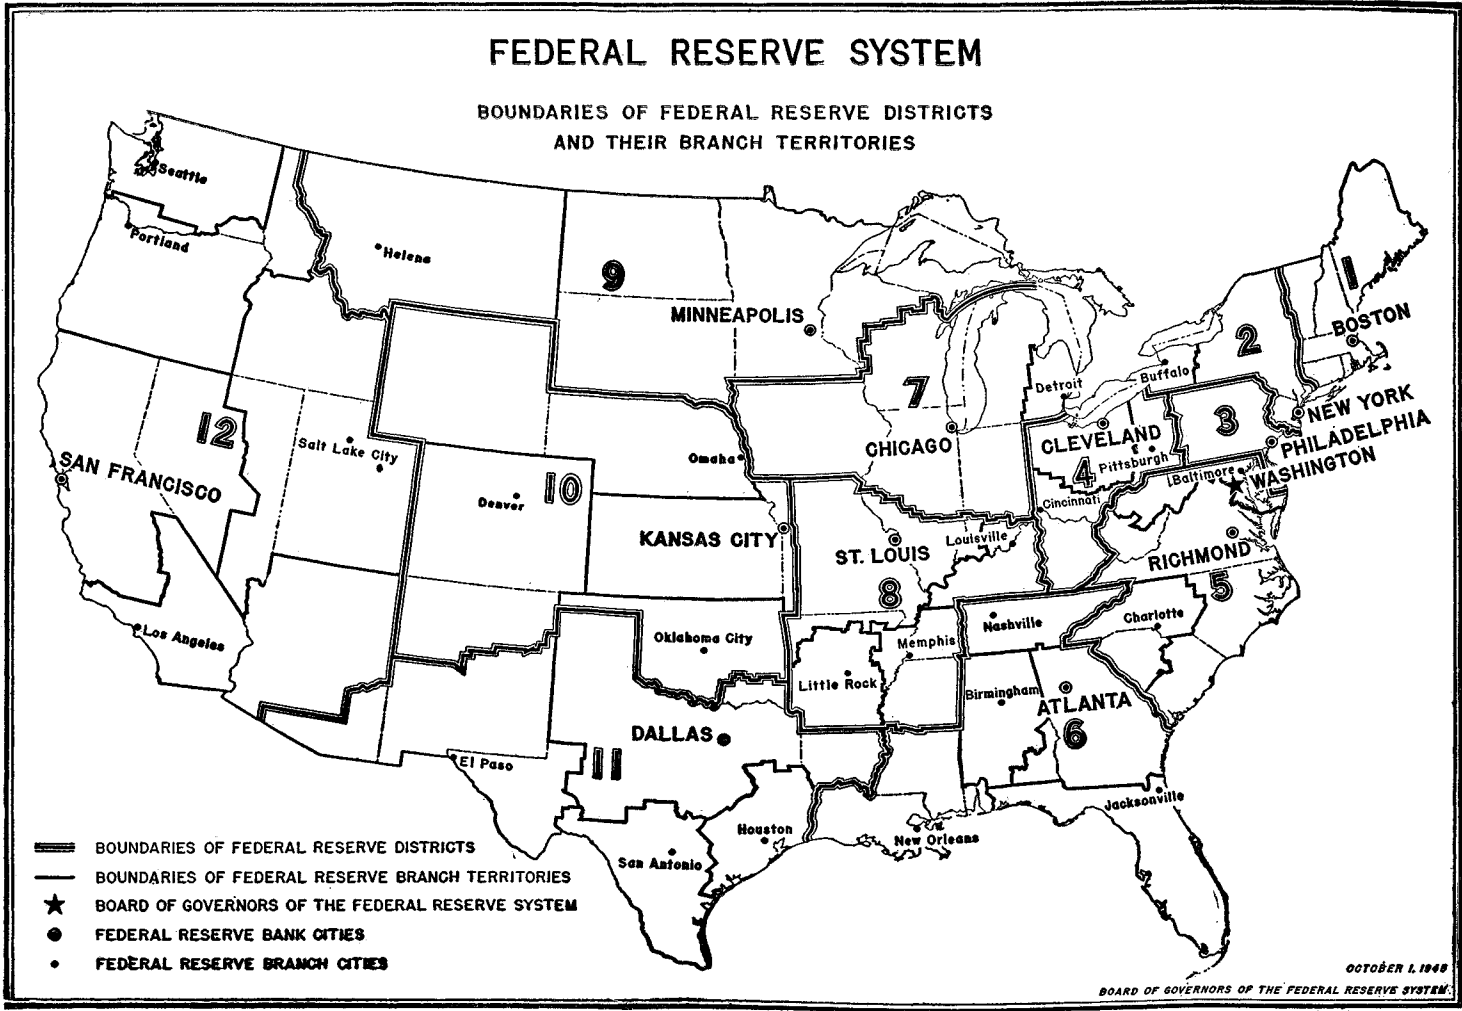 FEDERAL RESERVE SYSTEM
BOUNDARIES OF FEDERAL RESERVE DISTRICTS
AND THEIR BRANCH TERRITORIES
Seattle
Portland
Helena
9
MINNEAPOLIS
1
BOSTON
2
Buffalo
Detroit
7
12
CHICAGO
CLEVELAND
3
NEW YORK
PHILADELPHIA
WASHINGTON
Salt Lake City
SAN FRANCISCO
Omaha
4
Pittsburgh
Baltimore
Denver
10
Cincinnati
KANSAS CITY
ST. LOUIS
Louisville
RICHMOND
8
5
Los Angeles
Oklahoma City
Memphis
Nashville
Charlotte
Little Rock
Birmingham
ATLANTA
DALLAS
6
El Paso
11
Jacksonville
Houston
New Orleans
San Antonio
BOUNDARIES OF FEDERAL RESERVE DISTRICTS
BOUNDARIES OF FEDERAL RESERVE BRANCH TERRITORIES
BOARD OF GOVERNORS OF THE FEDERAL RESERVE SYSTEM
FEDERAL RESERVE BANK CITIES
FEDERAL RESERVE BRANCH CITIES
OCTOBER 1,
BOARD OF GOVERNORS OF THE FEDERAL RESERVE SYSTEM